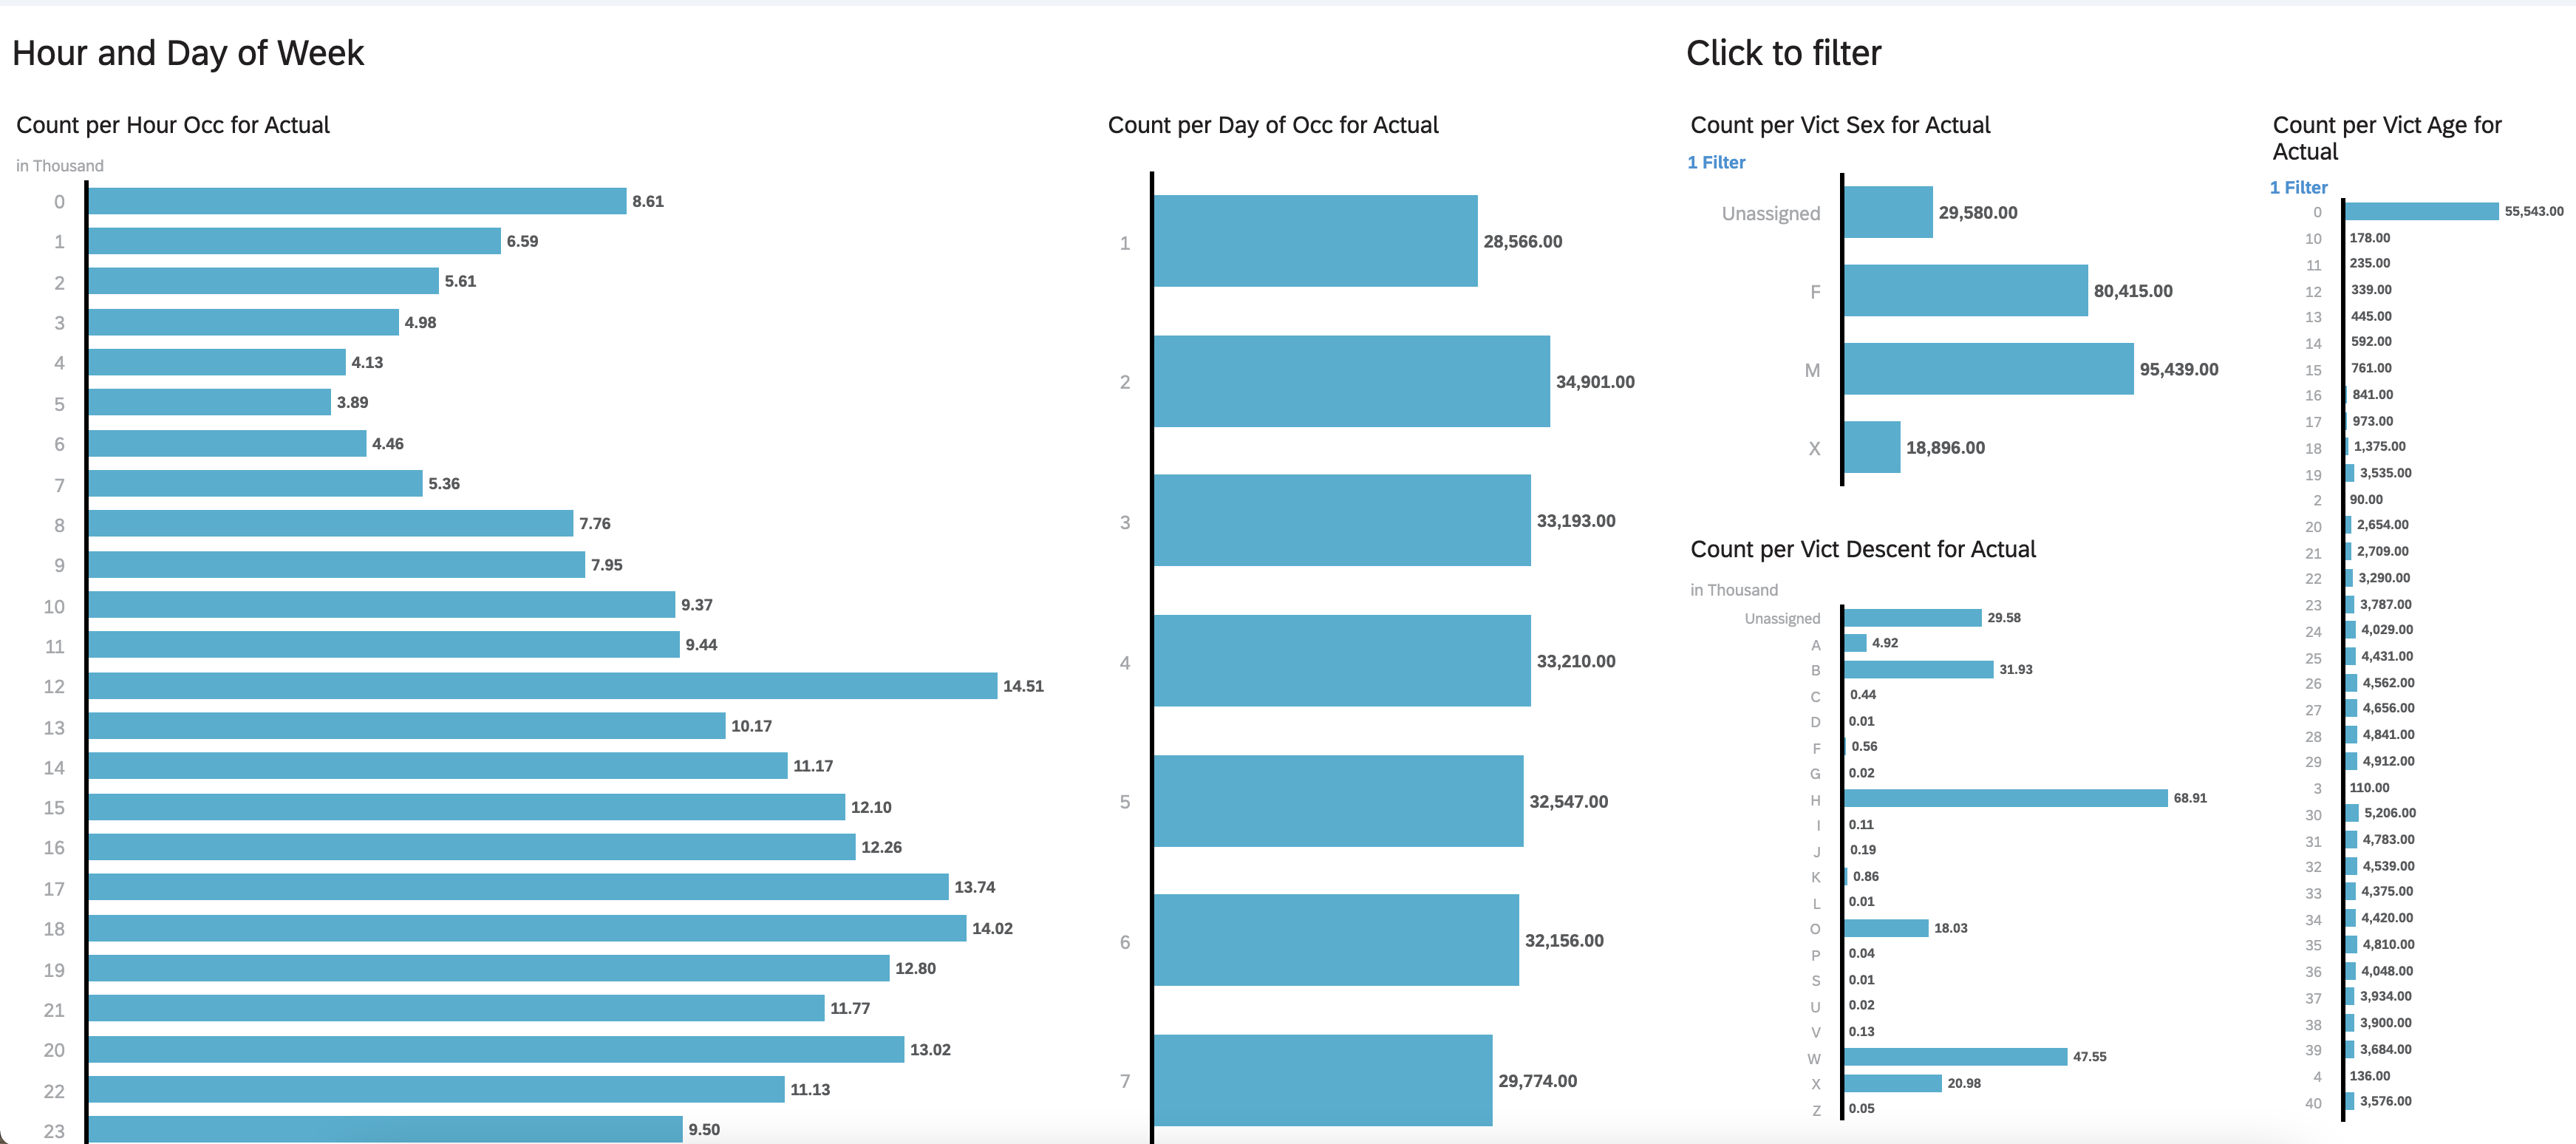 Hour and Day of Week
Click to filter
Count per Hour Occ for Actual
in Thousand
0 8.61
1 6.59
2 5.61
3 4.98
4 4.13
5 3.89
6 4.46
7 5.36
8 7.76
9 7.95
10 9.37
11 9.44
12 14.51
13 10.17
14 11.17
15 12.10
16 12.26
17 13.74
18 14.02
19 12.80
21 11.77
20 13.02
22 11.13
23 9.50
Count per Day of Occ for Actual
1 28,566.00
2 34,901.00
3 33,193.00
4 33,210.00
5 32,547.00
6 32,156.00
7 29,774.00
Count per Vict Sex for Actual
1 Filter
Unassigned 29,580.00
F 80,415.00
M 95,439.00
X 18,896.00
Count per Vict Descent for Actual
in Thousand
Unassigned 29.58
A 4.92
B 31.93
C 0.44
D 0.01
F 0.56
G 0.02
H 68.91
I 0.11
J 0.19
K 0.86
L 0.01
O 18.03
P 0.04
S 0.01
U 0.02
V 0.13
W 47.55
X 20.98
Z 0.05
Count per Vict Age for
Actual
1 Filter
0 55,543.00
10 178.00
11 235.00
12 339.00
13 445.00
14 592.00
15 761.00
16 841.00
17 973.00
18 1,375.00
19 3,535.00
2 90.00
20 2,654.00
21 2,709.00
22 3,290.00
23 3,787.00
24 4,029.00
25 4,431.00
26 4,562.00
27 4,656.00
28 4,841.00
29 4,912.00
3 110.00
30 5,206.00
31 4,783.00
32 4,539.00
33 4,375.00
34 4,420.00
35 4,810.00
36 4,048.00
37 3,934.00
38 3,900.00
39 3,684.00
4 136.00
40 3,576.00